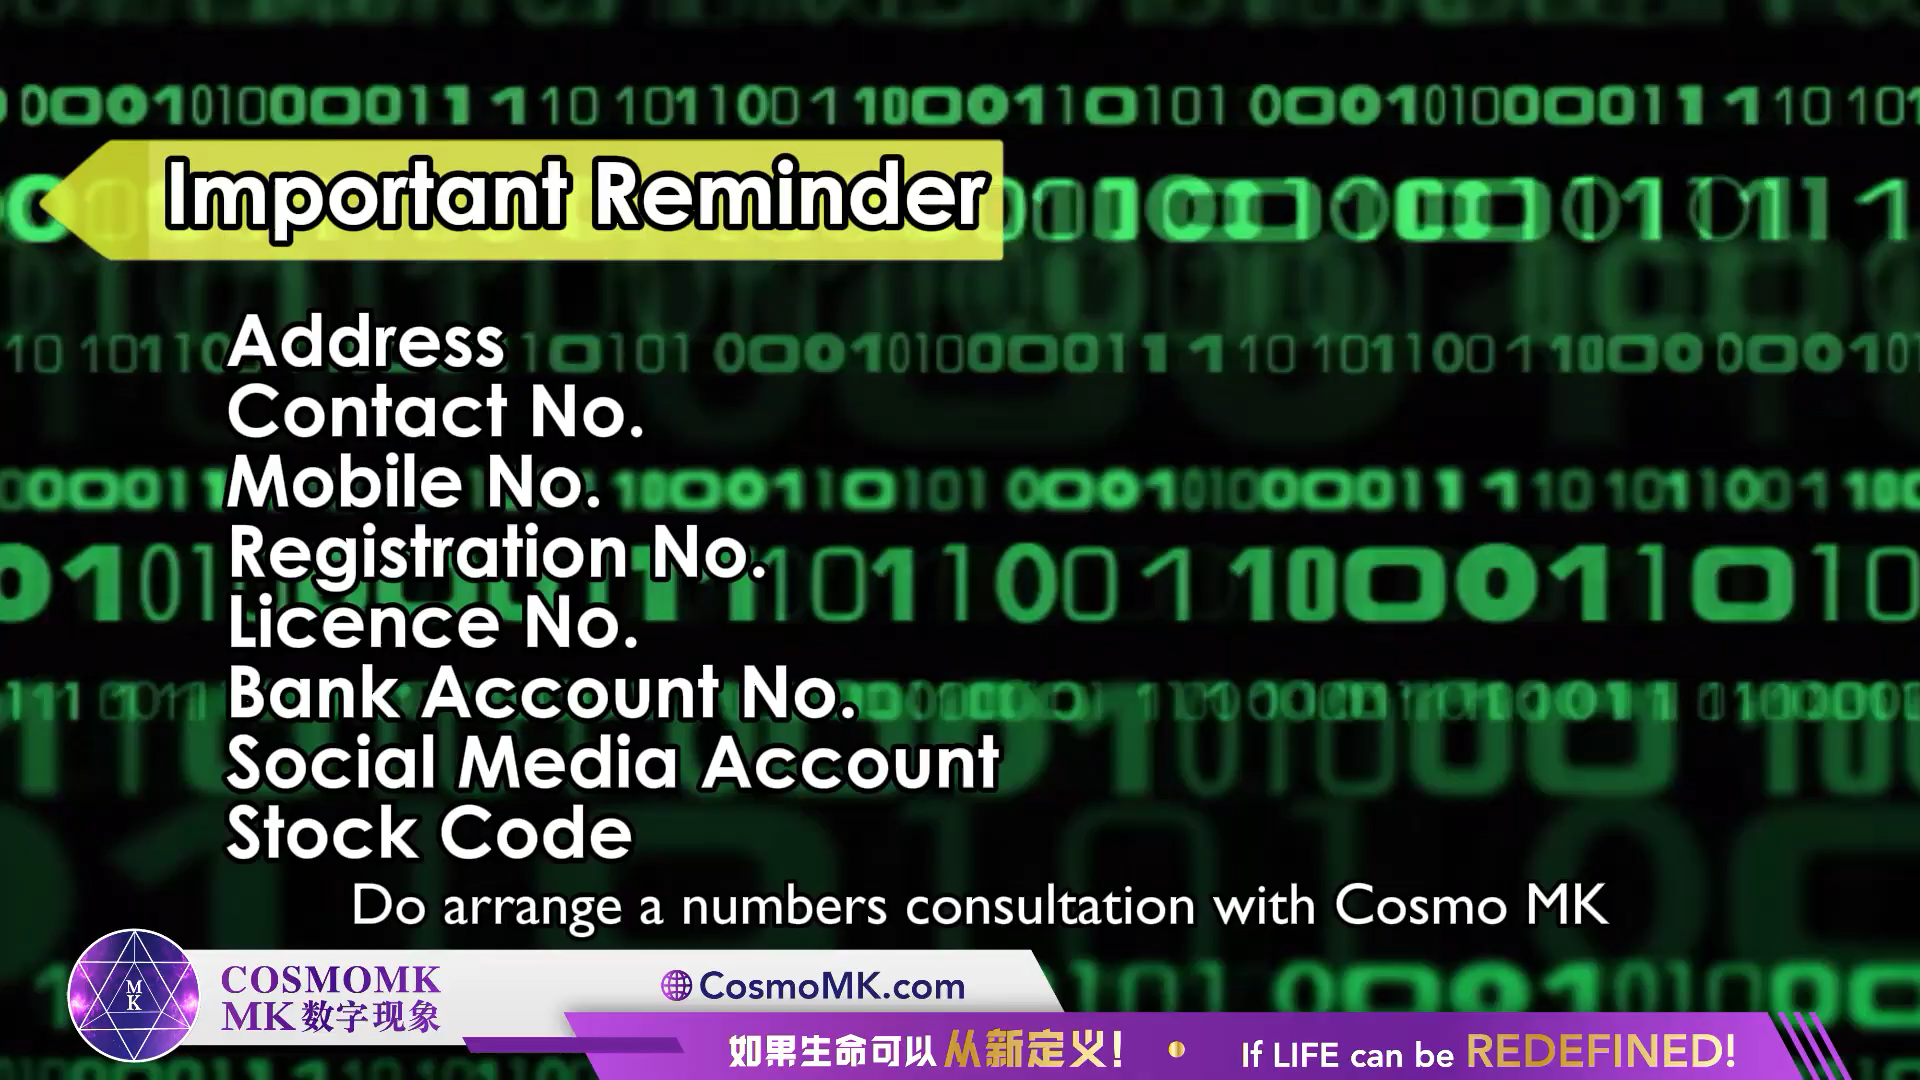 Important Reminder
Address
Contact No.
Mobile No.
Registration No.
Licence No.
Bank Account No.
Social Media Account
Stock Code
Do arrange a numbers consultation with Cosmo MK
MK
COSMOMK
MK数字现象
CosmoMK.com
如果生命可以从新定义! • If LIFE can be REDEFINED!